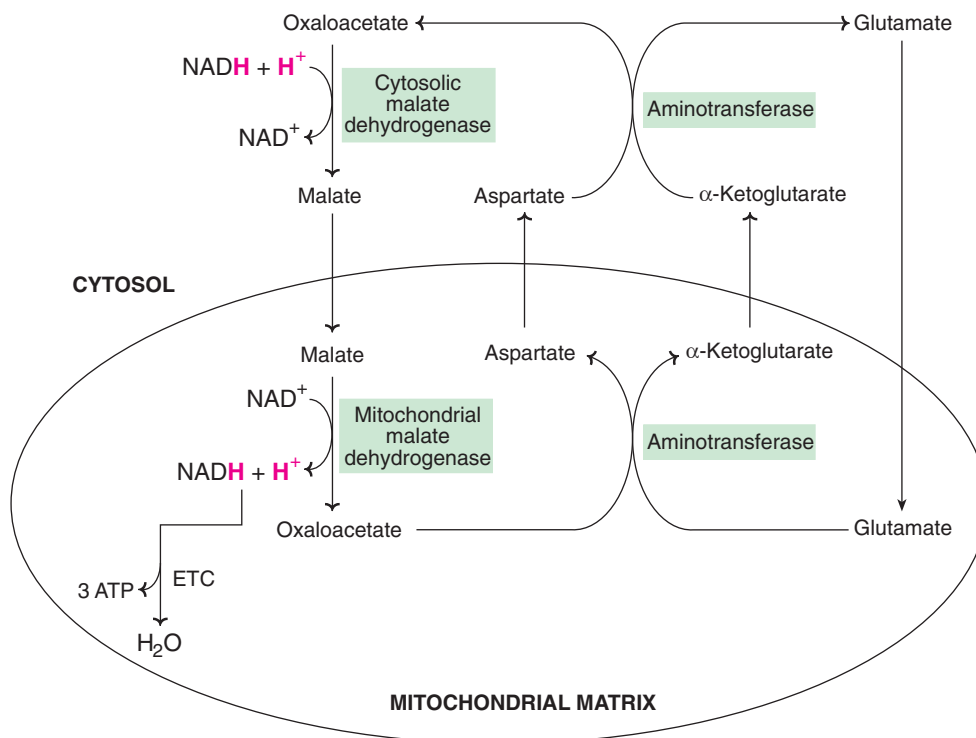 Oxaloacetate
Glutamate
NADH + H⁺
Cytosolic
malate
dehydrogenase
Aminotransferase
NAD⁺
Malate
Aspartate
α-Ketoglutarate
CYTOSOL
Malate
Aspartate
α-Ketoglutarate
NAD⁺
Mitochondrial
malate
dehydrogenase
Aminotransferase
NADH + H⁺
Oxaloacetate
Glutamate
3 ATP
ETC
H₂O
MITOCHONDRIAL MATRIX